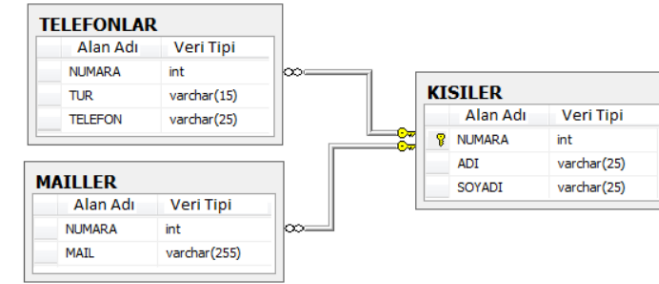 TELEFONLAR
Alan Adı Veri Tipi
NUMARA int
TUR varchar(15)
TELEFON varchar(25)
KISILER
Alan Adı Veri Tipi
NUMARA int
ADI varchar(25)
SOYADI varchar(25)
MAILLER
Alan Adı Veri Tipi
NUMARA int
MAIL varchar(255)